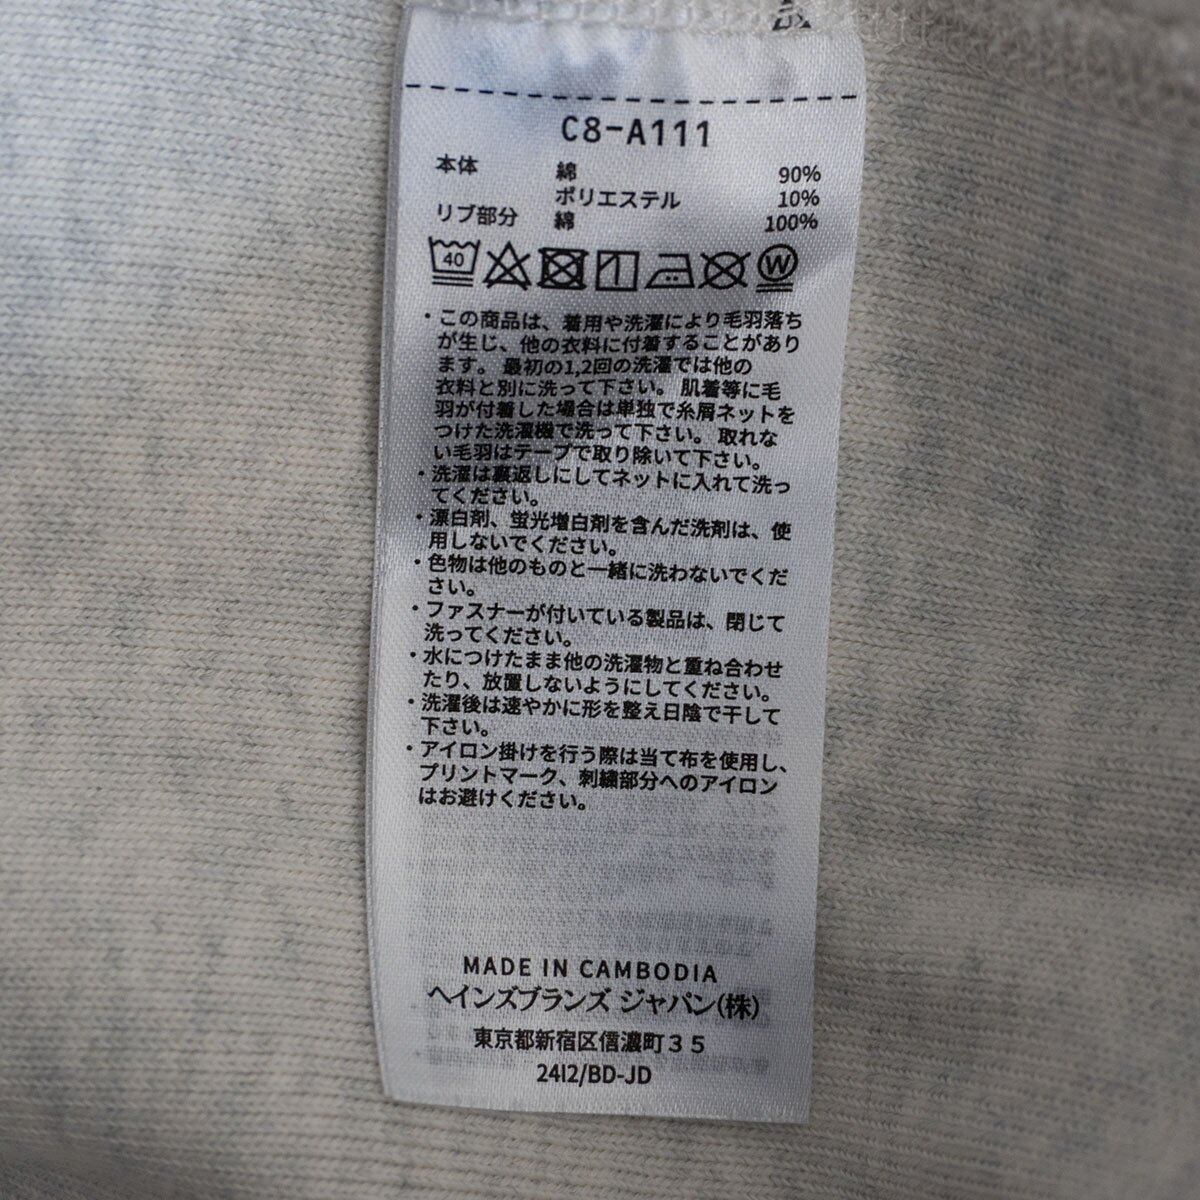 C8-A111
本体 綿 90%
ポリエステル 10%
リブ部分 綿 100%
40 W
・この商品は、着用や洗濯により毛羽落ち
が生じ、他の衣料に付着することがあり
ます。最初の1,2回の洗濯では他の
衣料と別に洗って下さい。肌着等に毛
羽が付着した場合は単独で糸屑ネットを
つけた洗濯機で洗って下さい。取れな
い毛羽はテープで取り除いて下さい。
・洗濯は裏返しにしてネットに入れて洗っ
てください。
・漂白剤、蛍光増白剤を含んだ洗剤は、使
用しないでください。
・色物は他のものと一緒に洗わないでくだ
さい。
・ファスナーが付いている製品は、閉じて
洗ってください。
・水につけたまま他の洗濯物と重ね合わせ
たり、放置しないようにしてください。
・洗濯後は速やかに形を整え日陰で干して
下さい。
・アイロン掛けを行う際は当て布を使用し、
プリントマーク、刺繍部分へのアイロン
はお避けください。
MADE IN CAMBODIA
ヘインズブランズ ジャパン(株)
東京都新宿区信濃町３５
24I2/BD-JD